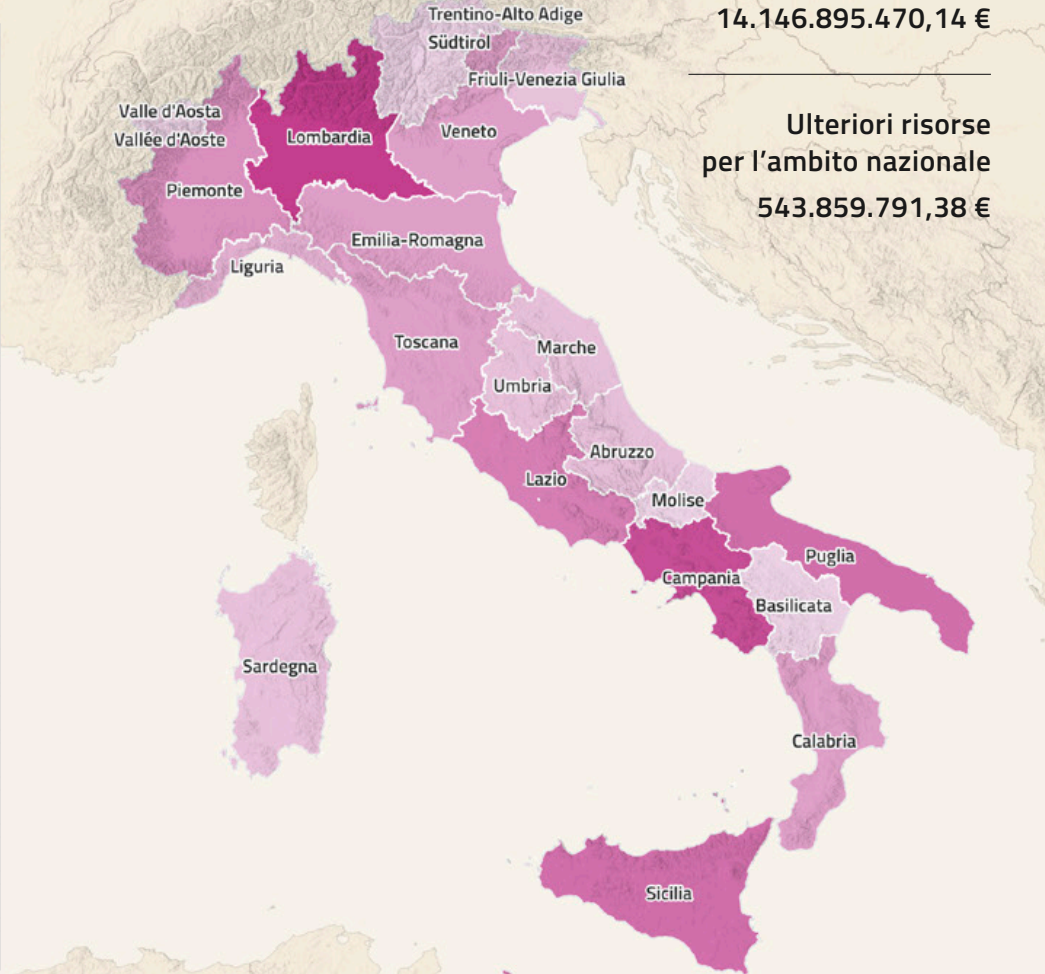 14.146.895.470,14 €
Ulteriori risorse
per l’ambito nazionale
543.859.791,38 €
Trentino-Alto Adige
Südtirol
Friuli-Venezia Giulia
Valle d'Aosta
Vallée d'Aoste
Lombardia
Veneto
Piemonte
Emilia-Romagna
Liguria
Toscana
Marche
Umbria
Abruzzo
Lazio
Molise
Puglia
Campania
Basilicata
Sardegna
Calabria
Sicilia